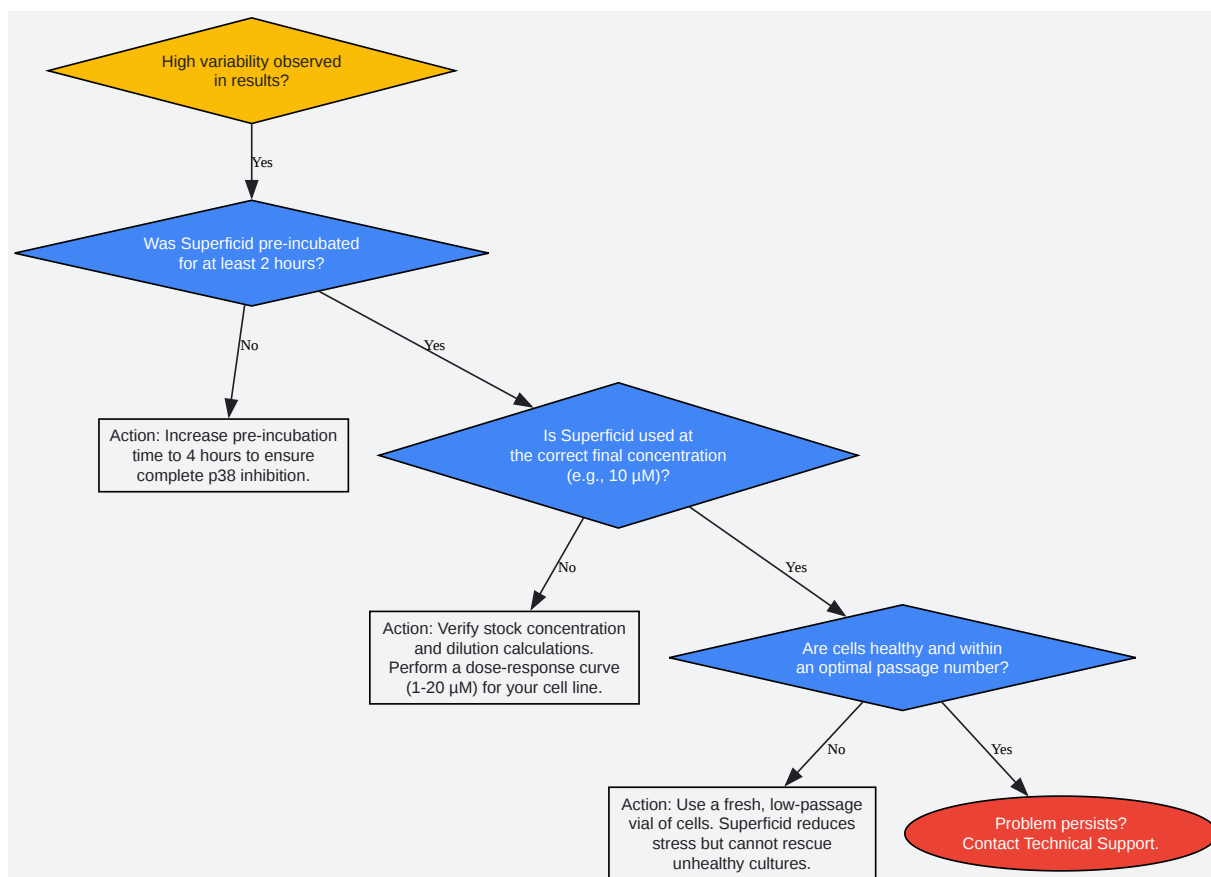 High variability observed
in results?
Yes
Was Superficid pre-incubated
for at least 2 hours?
No
Yes
Action: Increase pre-incubation
time to 4 hours to ensure
complete p38 inhibition.
Is Superficid used at
the correct final concentration
(e.g., 10 µM)?
No
Yes
Action: Verify stock concentration
and dilution calculations.
Perform a dose-response curve
(1-20 µM) for your cell line.
Are cells healthy and within
an optimal passage number?
No
Yes
Action: Use a fresh, low-passage
vial of cells. Superficid reduces
stress but cannot rescue
unhealthy cultures.
Problem persists?
Contact Technical Support.